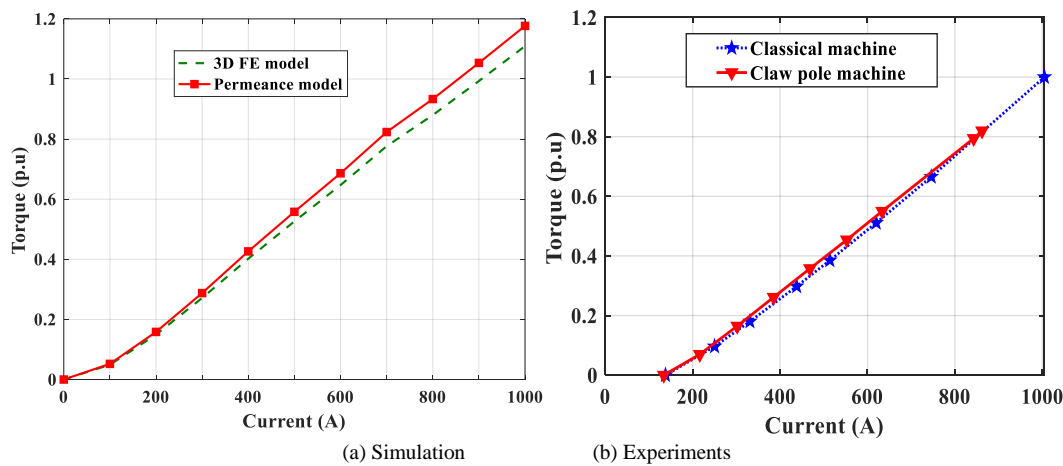 1.2
1
0.8
0.6
0.4
0.2
0
Torque (p.u)
3D FE model
Permeance model
0 200 400 600 800 1000
Current (A)
(a) Simulation
1.2
1
0.8
0.6
0.4
0.2
0
Torque (p.u)
Classical machine
Claw pole machine
0 200 400 600 800 1000
Current (A)
(b) Experiments